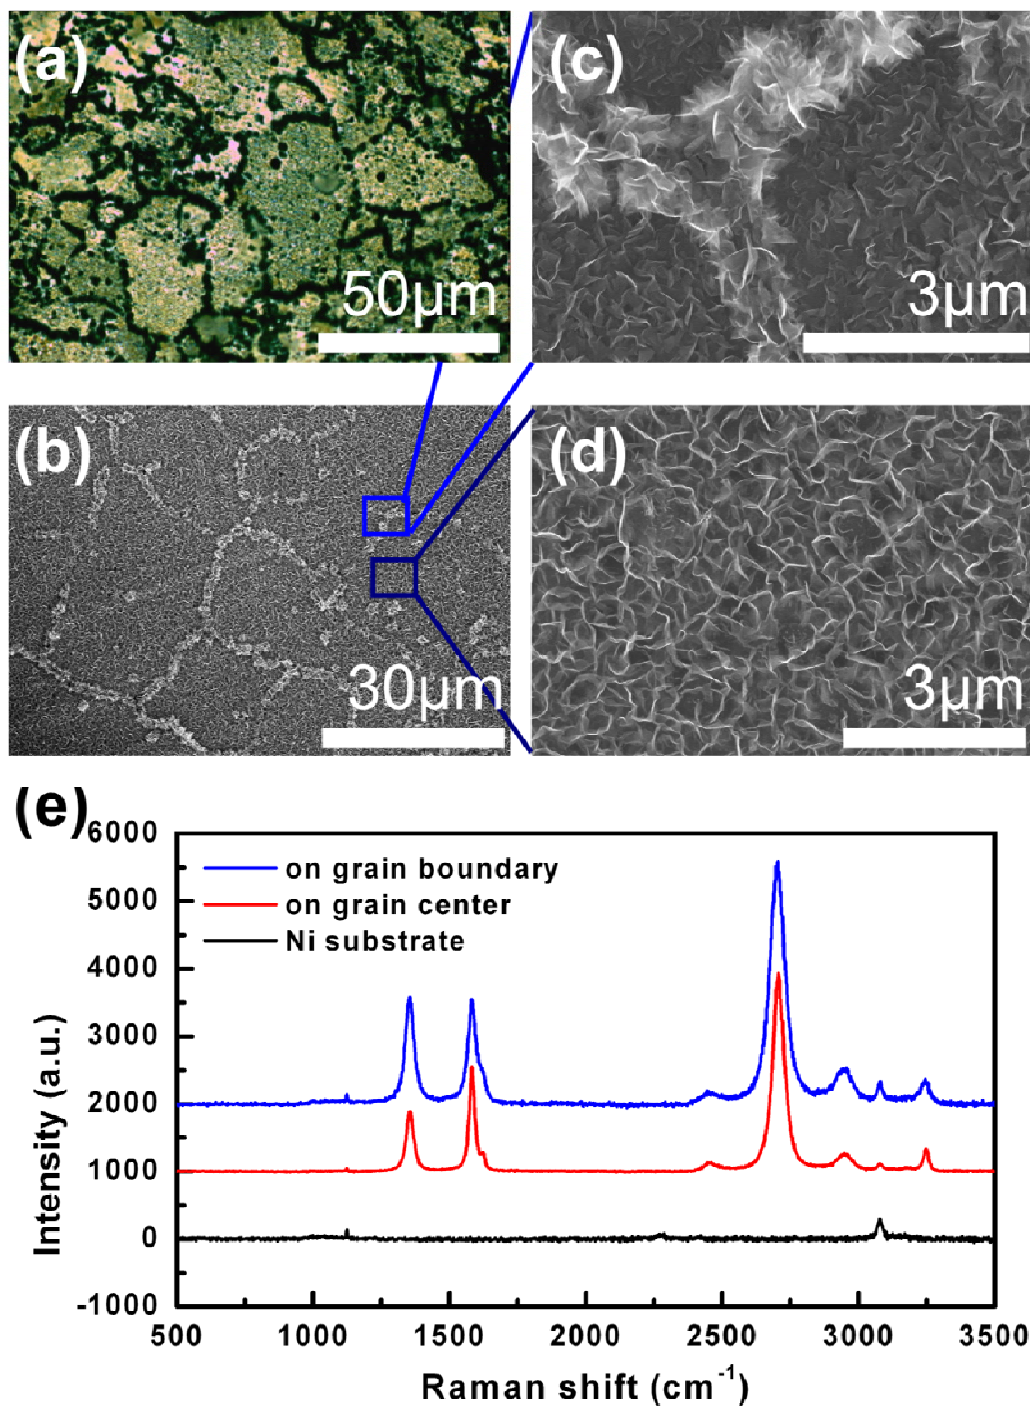 (a)
50μm
(c)
3μm
(b)
30μm
(d)
3μm
(e)
6000
5000
4000
3000
2000
1000
0
-1000
Intensity (a.u.)
on grain boundary
on grain center
Ni substrate
500 1000 1500 2000 2500 3000 3500
Raman shift (cm-1)